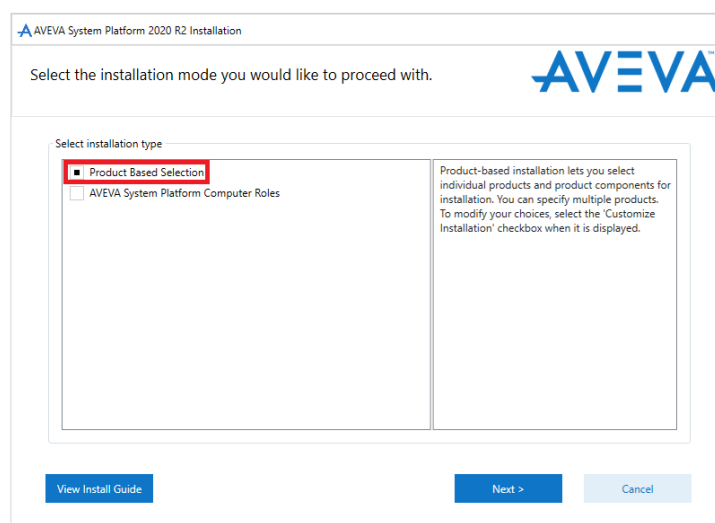 AVEVA System Platform 2020 R2 Installation
Select the installation mode you would like to proceed with.
AVEVA
Select installation type
Product Based Selection
AVEVA System Platform Computer Roles
Product-based installation lets you select
individual products and product components for
installation. You can specify multiple products.
To modify your choices, select the 'Customize
Installation' checkbox when it is displayed.
View Install Guide
Next >
Cancel